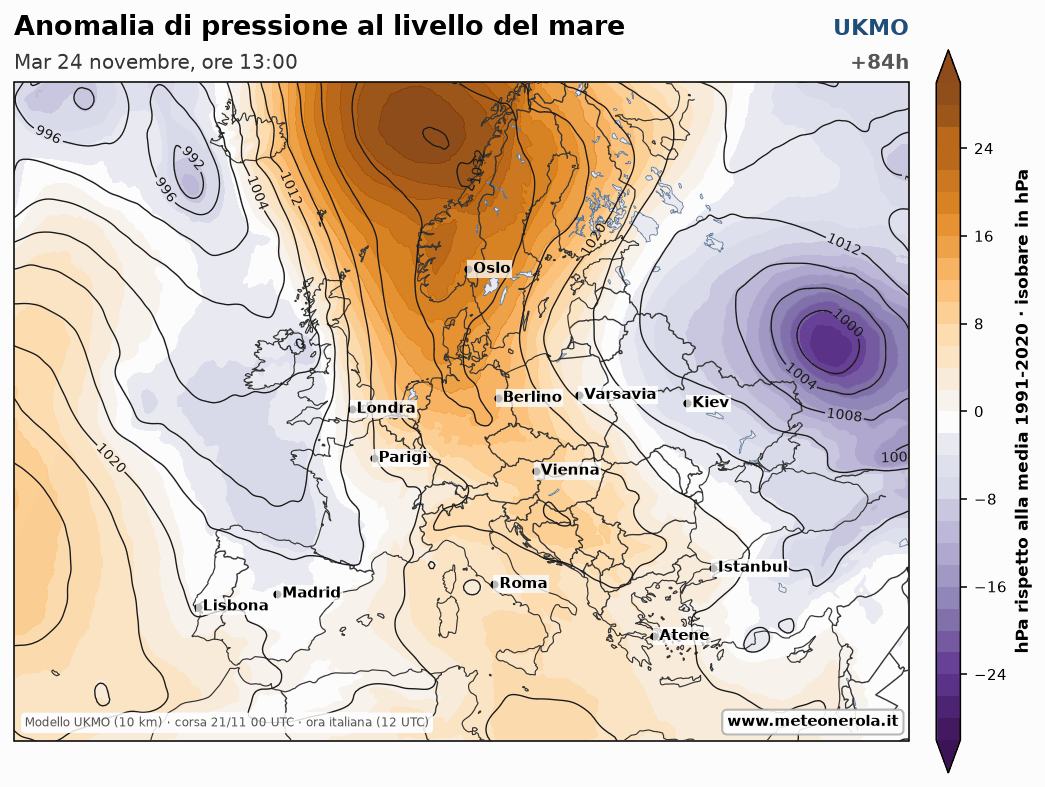 Anomalia di pressione al livello del mare
UKMO
Mar 24 novembre, ore 13:00
+84h
996
992
996
1004
1012
1032
1020
1012
1000
1004
1008
100
1020
Oslo
Berlino
Varsavia
Kiev
Londra
Parigi
Vienna
Istanbul
Roma
Madrid
Lisbona
Atene
Modello UKMO (10 km) · corsa 21/11 00 UTC · ora italiana (12 UTC)
www.meteonerola.it
24
16
8
0
−8
−16
−24
hPa rispetto alla media 1991-2020 · isobare in hPa